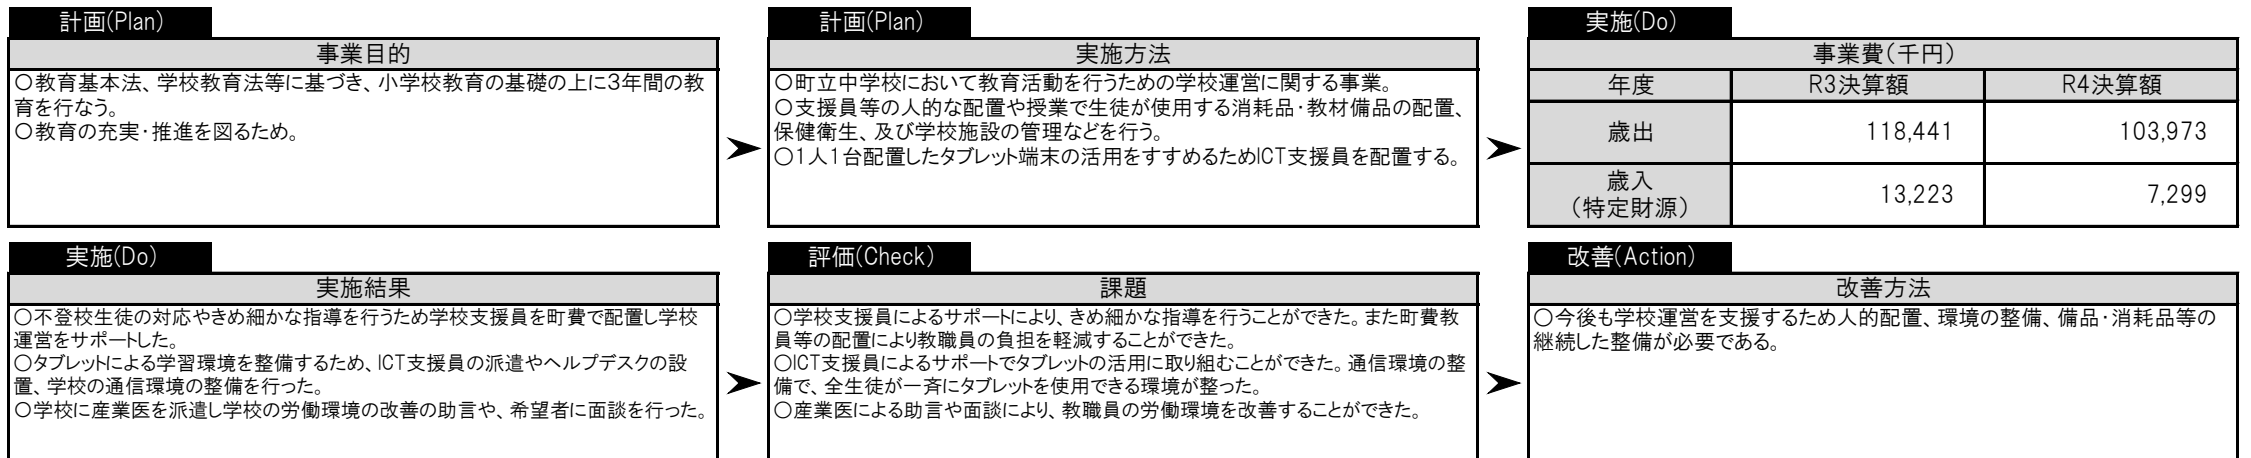 計画(Plan)
事業目的
○教育基本法、学校教育法等に基づき、小学校教育の基礎の上に3年間の教
育を行なう。
○教育の充実・推進を図るため。
計画(Plan)
実施方法
○町立中学校において教育活動を行うための学校運営に関する事業。
○支援員等の人的な配置や授業で生徒が使用する消耗品・教材備品の配置、
保健衛生、及び学校施設の管理などを行う。
○1人1台配置したタブレット端末の活用をすすめるためICT支援員を配置する。
実施(Do)
事業費(千円)
年度 R3決算額 R4決算額
歳出 118,441 103,973
歳入
(特定財源) 13,223 7,299
実施(Do)
実施結果
○不登校生徒の対応やきめ細かな指導を行うため学校支援員を町費で配置し学校
運営をサポートした。
○タブレットによる学習環境を整備するため、ICT支援員の派遣やヘルプデスクの設
置、学校の通信環境の整備を行った。
○学校に産業医を派遣し学校の労働環境の改善の助言や、希望者に面談を行った。
評価(Check)
課題
○学校支援員によるサポートにより、きめ細かな指導を行うことができた。また町費教
員等の配置により教職員の負担を軽減することができた。
○ICT支援員によるサポートでタブレットの活用に取り組むことができた。通信環境の整
備で、全生徒が一斉にタブレットを使用できる環境が整った。
○産業医による助言や面談により、教職員の労働環境を改善することができた。
改善(Action)
改善方法
○今後も学校運営を支援するため人的配置、環境の整備、備品・消耗品等の
継続した整備が必要である。